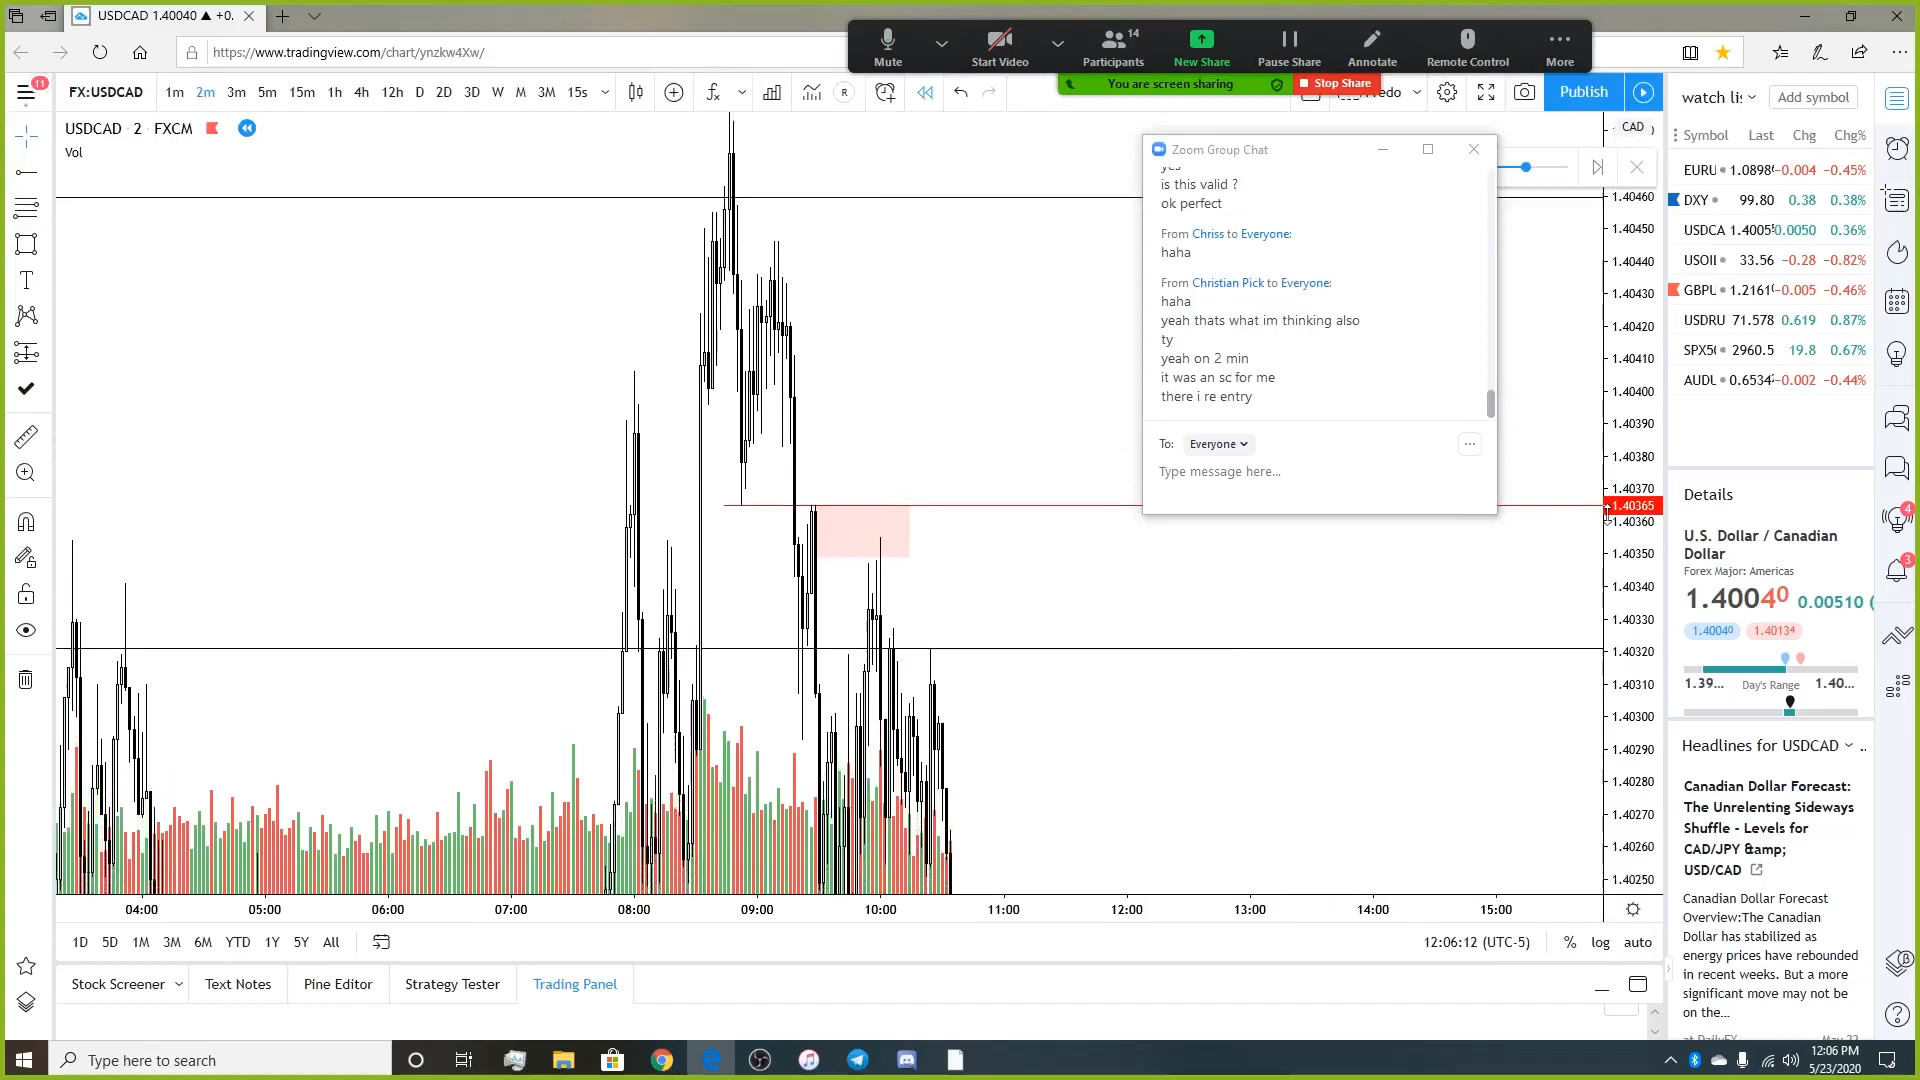 USDCAD 1.40040 ▲ +0.
https://www.tradingview.com/chart/ynzkw4Xw/
Mute
Start Video
14
Participants
New Share
Pause Share
Annotate
Remote Control
More
You are screen sharing
Stop Share
11
FX:USDCAD
1m 2m 3m 5m 15m 1h 4h 12h D 2D 3D W M 3M 15s
R
Publish
USDCAD 2 FXCM
Vol
CAD
Zoom Group Chat
yes
is this valid ?
ok perfect
From Chriss to Everyone:
haha
From Christian Pick to Everyone:
haha
yeah thats what im thinking also
ty
yeah on 2 min
it was an sc for me
there i re entry
To: Everyone
Type message here...
1.40460
1.40450
1.40440
1.40430
1.40420
1.40410
1.40400
1.40390
1.40380
1.40370
1.40365
1.40360
1.40350
1.40340
1.40330
1.40320
1.40310
1.40300
1.40290
1.40280
1.40270
1.40260
1.40250
04:00 05:00 06:00 07:00 08:00 09:00 10:00 11:00 12:00 13:00 14:00 15:00
1D 5D 1M 3M 6M YTD 1Y 5Y All
12:06:12 (UTC-5) % log auto
Stock Screener Text Notes Pine Editor Strategy Tester Trading Panel
Add symbol
Symbol Last Chg Chg%
DXY 99.80 0.38 0.38%
USOI 33.56 -0.28 -0.82%
USDRU 71.578 0.619 0.87%
2960.5 19.8 0.67%
-0.002 -0.44%
Details
U.S. Dollar / Canadian
Dollar
Forex Major: Americas
1.40040 0.00510
1.40040 1.40134
1.39... Day's Range 1.40...
Headlines for USDCAD ..
Canadian Dollar Forecast:
The Unrelenting Sideways
Shuffle - Levels for
CAD/JPY &amp;
USD/CAD
Canadian Dollar Forecast
Overview:The Canadian
Dollar has stabilized as
energy prices have rebounded
in recent weeks. But a more
significant move may not be
on the...
4
3
Type here to search
12:06 PM
5/23/2020